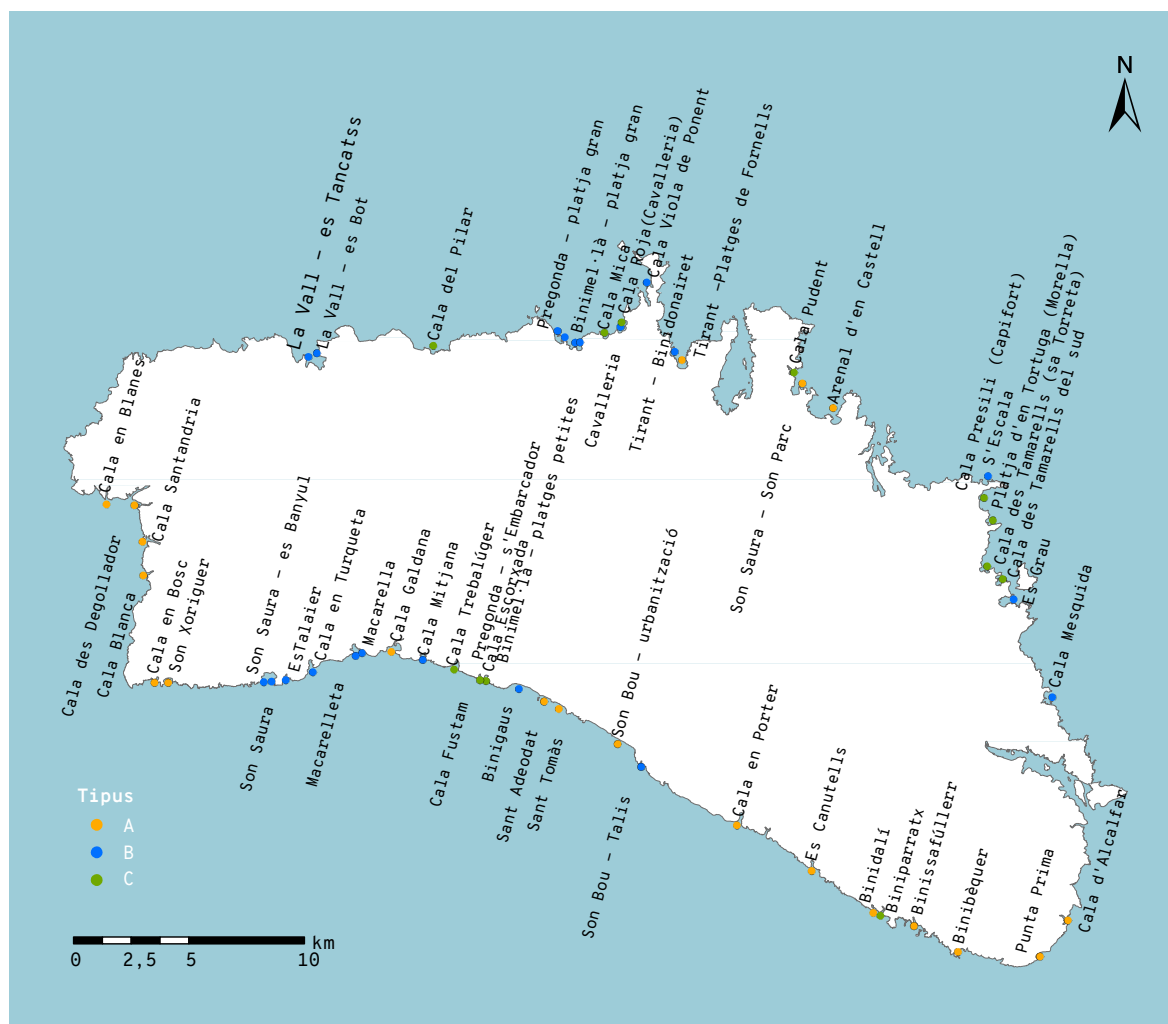 N
La Vall – es Tancatss
La Vall – es Bot
Cala del Pilar
Pregonda – platja gran
Binimel·là – platja gran
Cala Mica
Cala Roja(Cavalleria)
Cala Viola de Ponent
Cavalleria
Tirant – Binidonairet
Tirant –Platges de Fornells
Cala Pudent
Arenal d'en Castell
Son Saura – Son Parc
Cala Presili (Capifort)
S'Escala
Platja d'en Tortuga (Morella)
Cala des Tamarells (sa Torreta)
Cala des Tamarells del sud
Es Grau
Cala Mesquida
Cala en Blanes
Cala Santandria
Cala des Degollador
Cala Blanca
Cala en Bosc
Son Xoriguer
Son Saura – es Banyul
Son Saura
EsTalaier
Cala en Turqueta
Macarelleta
Macarella
Cala Galdana
Cala Mitjana
Cala Trebalúger
Pregonda – s'Embarcador
Cala Escorxada
Binimel·là – platges petites
Cala Fustam
Binigaus
Sant Adeodat
Sant Tomàs
Son Bou – urbanització
Son Bou – Talis
Cala en Porter
Es Canutells
Binidalí
Biniparratx
Binissafúllerr
Binibèquer
Punta Prima
Cala d'Alcalfar
Tipus
A
B
C
km
0 2,5 5 10